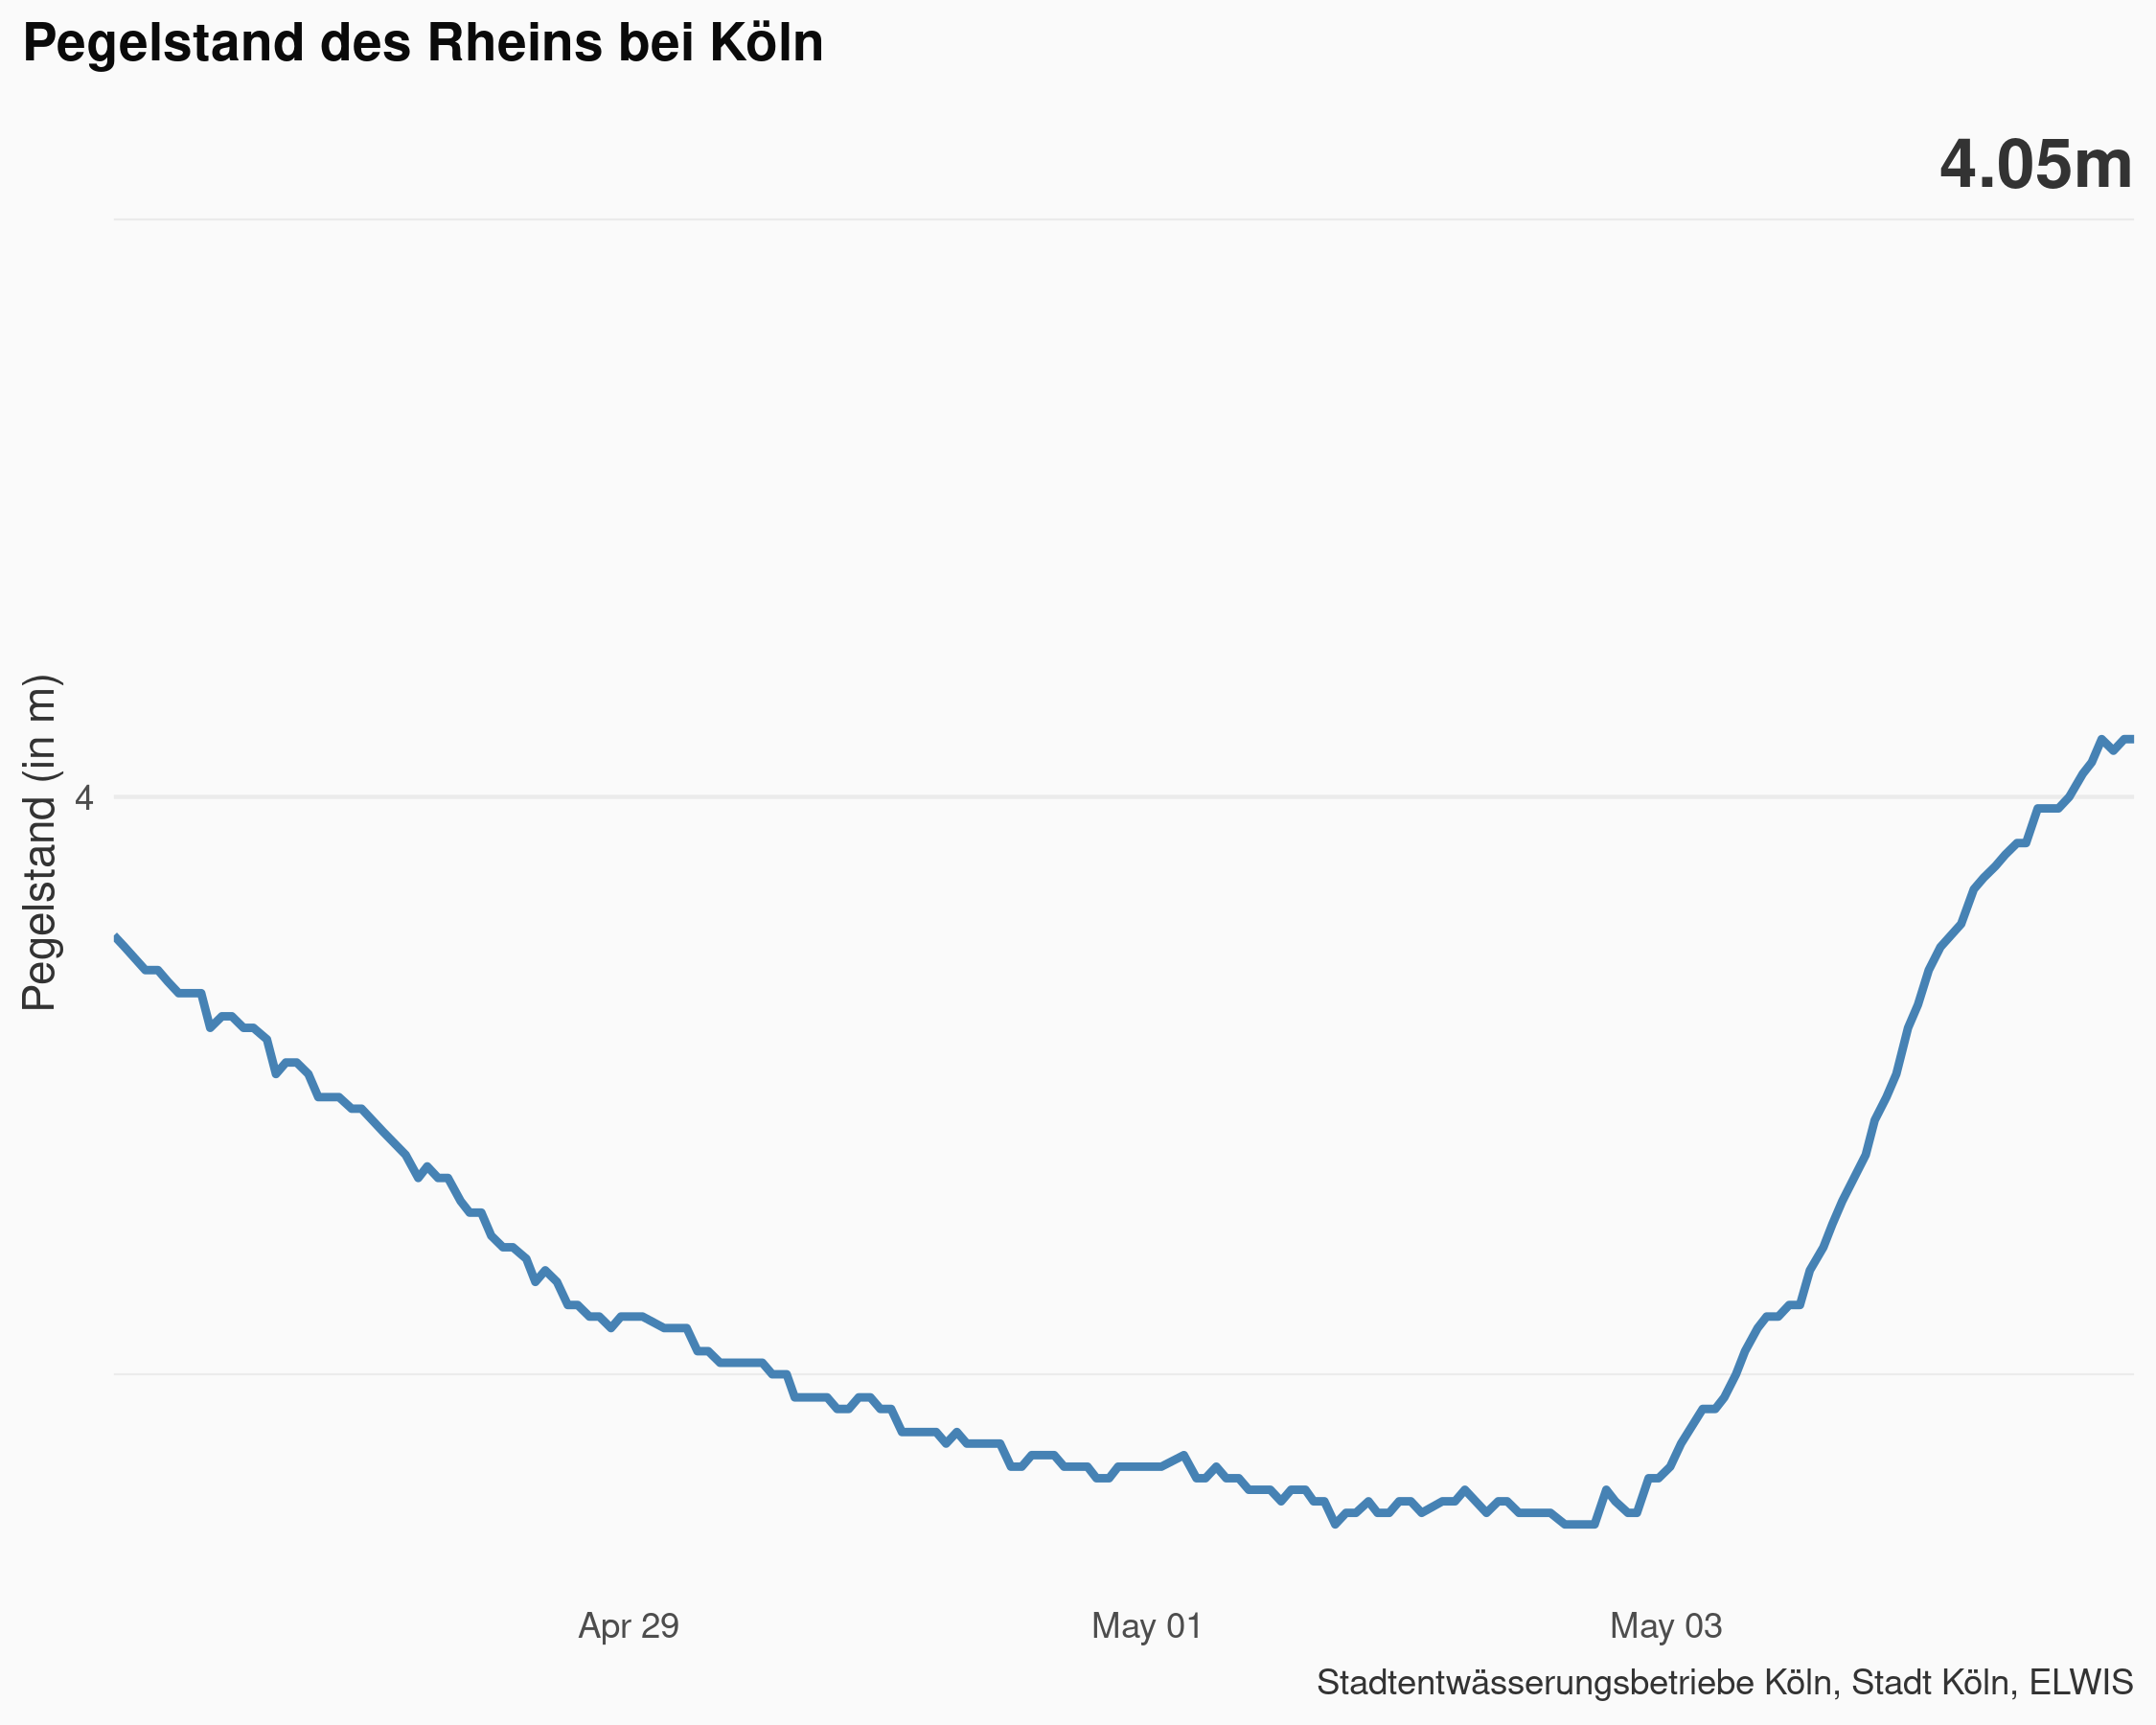 Pegelstand des Rheins bei Köln
4.05m
Pegelstand (in m)
4
Apr 29
May 01
May 03
Stadtentwässerungsbetriebe Köln, Stadt Köln, ELWIS